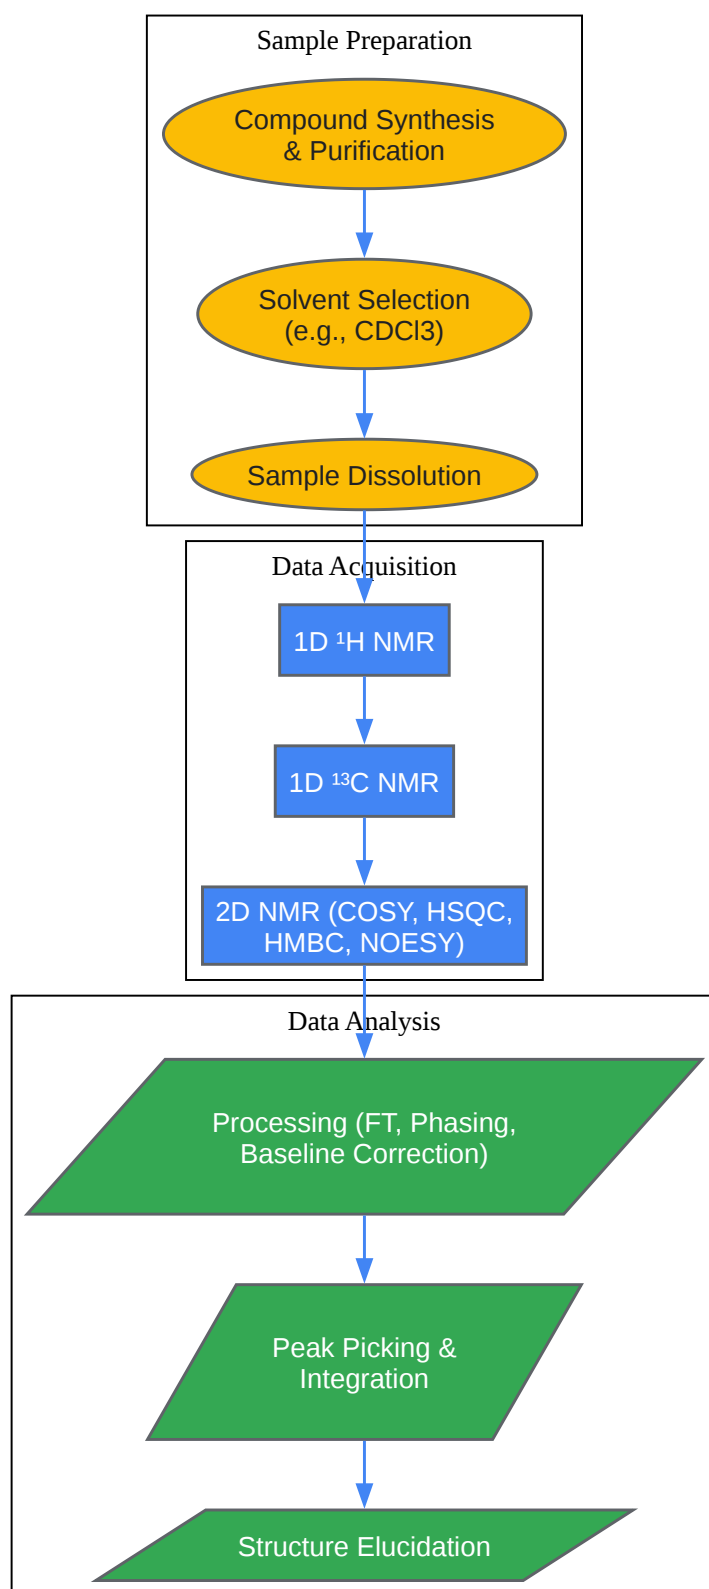 Sample Preparation
Compound Synthesis
& Purification
Solvent Selection
(e.g., CDCl3)
Sample Dissolution
Data Acquisition
1D ¹H NMR
1D ¹³C NMR
2D NMR (COSY, HSQC,
HMBC, NOESY)
Data Analysis
Processing (FT, Phasing,
Baseline Correction)
Peak Picking &
Integration
Structure Elucidation